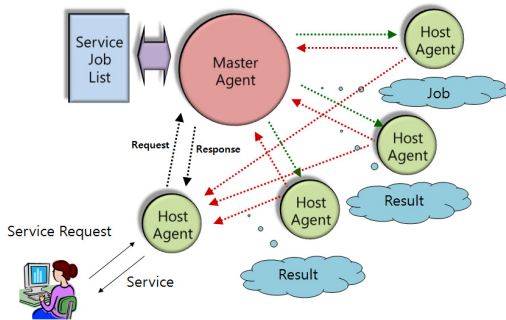 Service
Job
List
Master
Agent
Host
Agent
Job
Host
Agent
Request
Response
Result
Host
Agent
Host
Agent
Service Request
Result
Service